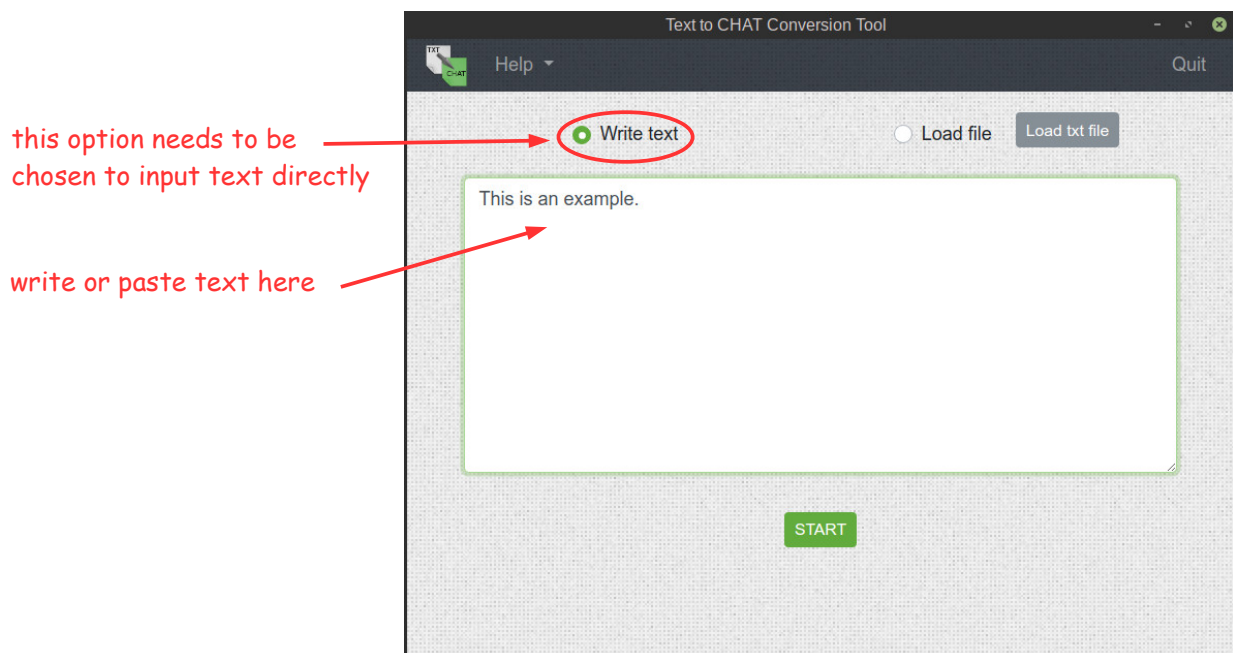 Text to CHAT Conversion Tool
TXT
CHAT
Help
Quit
this option needs to be
chosen to input text directly
Write text
Load file
Load txt file
This is an example.
write or paste text here
START